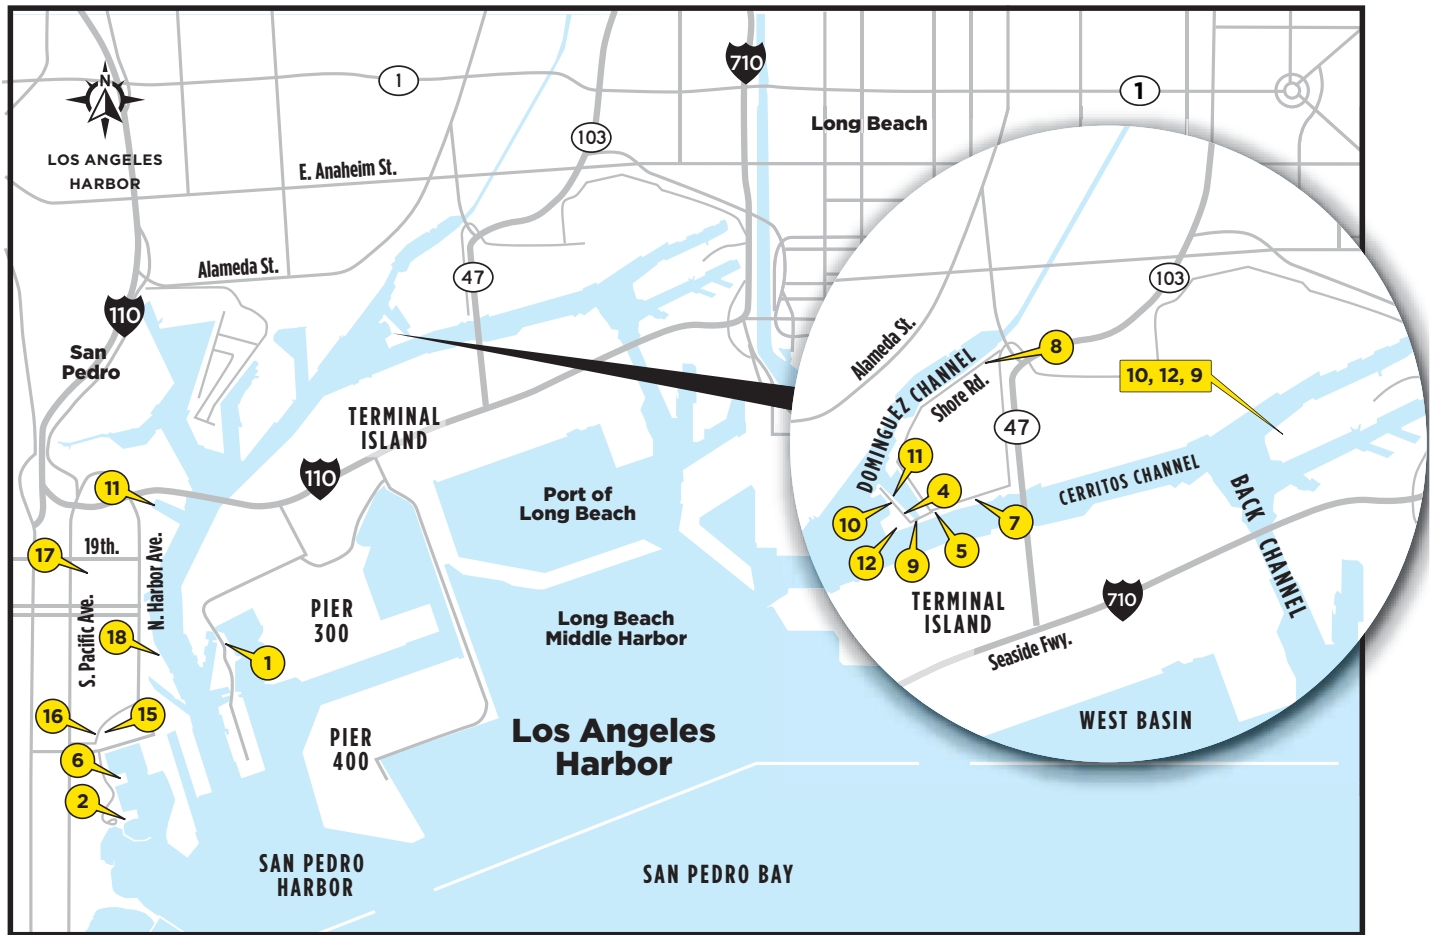 N
LOS ANGELES
HARBOR
1
103
710
1
Long Beach
E. Anaheim St.
Alameda St.
47
110
San
Pedro
TERMINAL
ISLAND
110
11
17
19th.
N. Harbor Ave.
S. Pacific Ave.
18
1
16
15
6
2
PIER
300
PIER
400
Port of
Long Beach
Long Beach
Middle Harbor
Los Angeles
Harbor
SAN PEDRO
HARBOR
SAN PEDRO BAY
103
Alameda St.
8
10, 12, 9
DOMINGUEZ CHANNEL
Shore Rd.
47
11
4
10
12
9
5
7
CERRITOS CHANNEL
BACK CHANNEL
TERMINAL
ISLAND
710
Seaside Fwy.
WEST BASIN